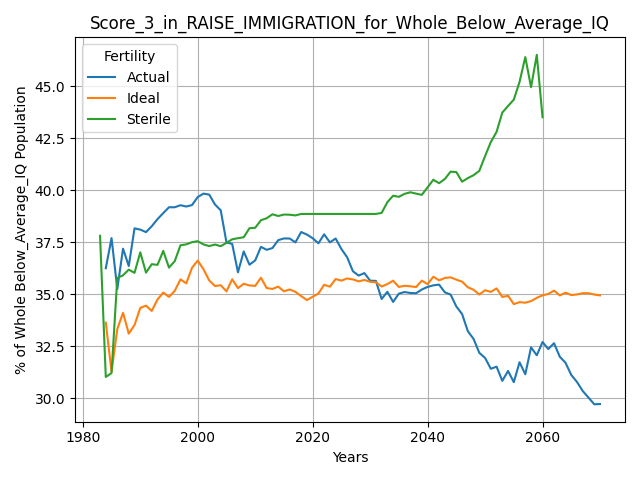 Score_3_in_RAISE_IMMIGRATION_for_Whole_Below_Average_IQ
Fertility
Actual
Ideal
Sterile
% of Whole Below_Average_IQ Population
45.0
42.5
40.0
37.5
35.0
32.5
30.0
1980
2000
2020
2040
2060
Years